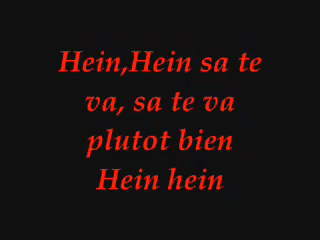 Hein,Hein sa te
va, sa te va
plutot bien
Hein hein